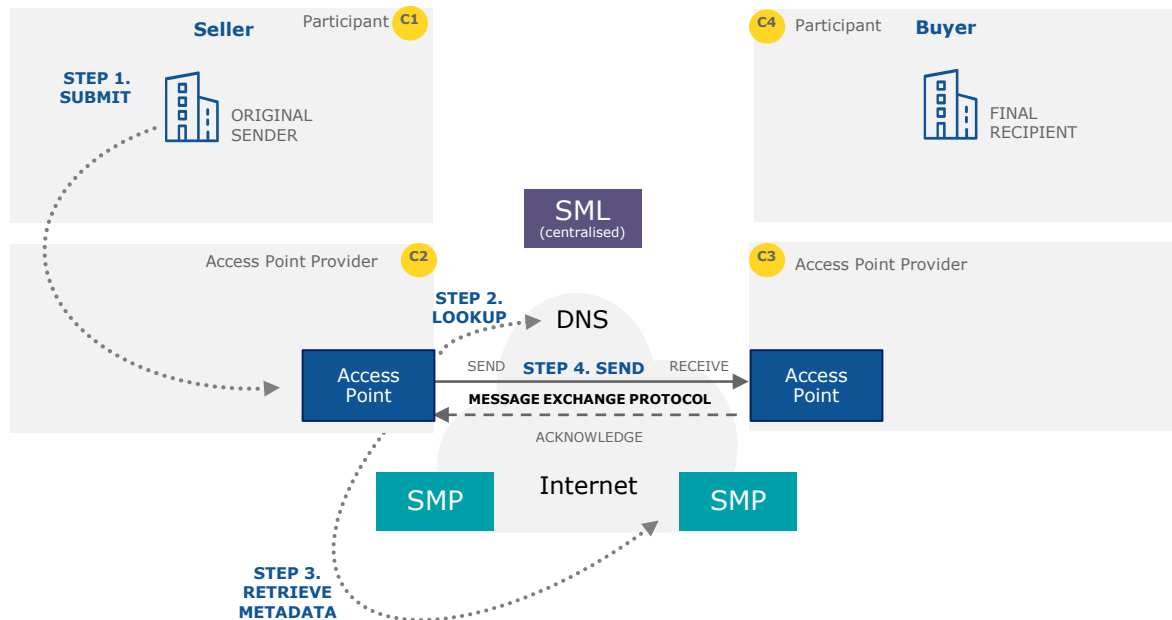 Seller
Participant
C1
STEP 1.
SUBMIT
ORIGINAL
SENDER
C4
Participant
Buyer
FINAL
RECIPIENT
SML
(centralised)
Access Point Provider
C2
C3
Access Point Provider
STEP 2.
LOOKUP
DNS
Access
Point
SEND
STEP 4. SEND
RECEIVE
MESSAGE EXCHANGE PROTOCOL
ACKNOWLEDGE
Access
Point
SMP
Internet
SMP
STEP 3.
RETRIEVE
METADATA